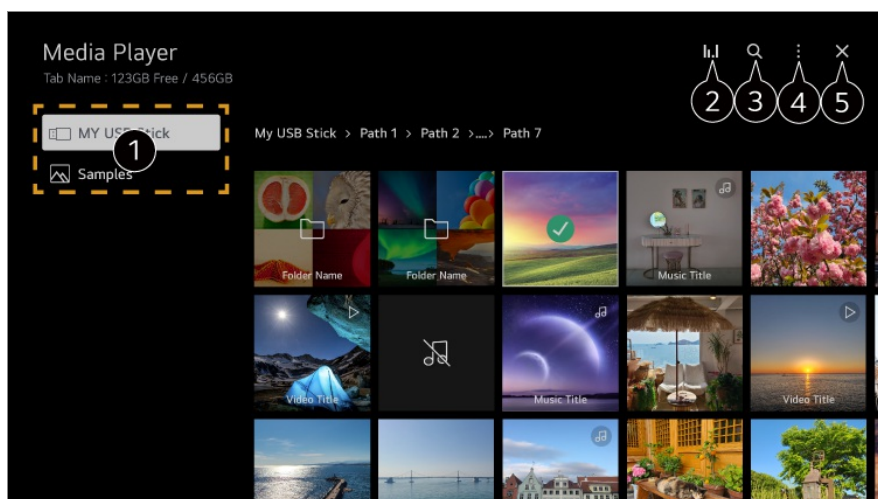 Media Player
Tab Name : 123GB Free / 456GB
2 3 4 5
MY USB Stick
1
Samples
My USB Stick > Path 1 > Path 2 >....> Path 7
Folder Name
Folder Name
Music Title
Video Title
Music Title
Video Title